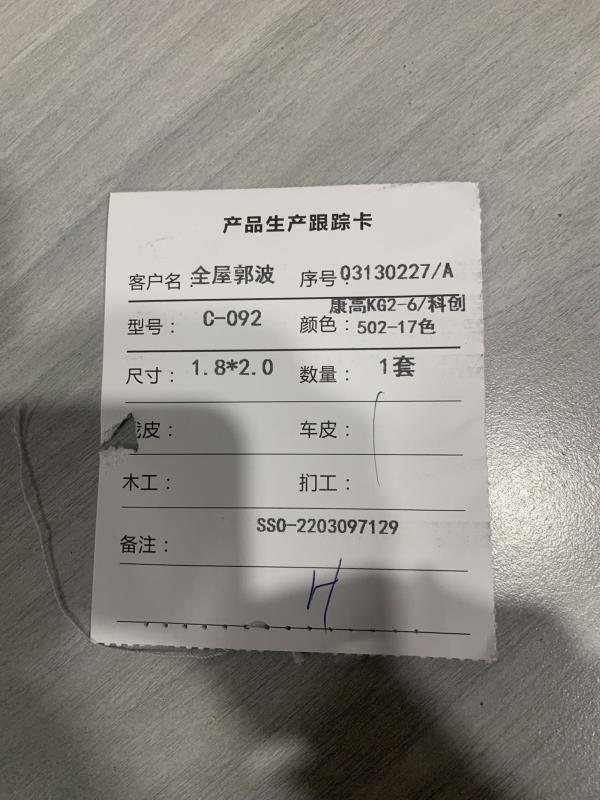 产品生产跟踪卡
客户名：全屋郭波 序号：03130227/A
型号：C-092 颜色：康高KG2-6/科创
502-17色
尺寸：1.8*2.0 数量：1套
皮： 车皮：
木工： 扪工：
备注：SSO-2203097129
H